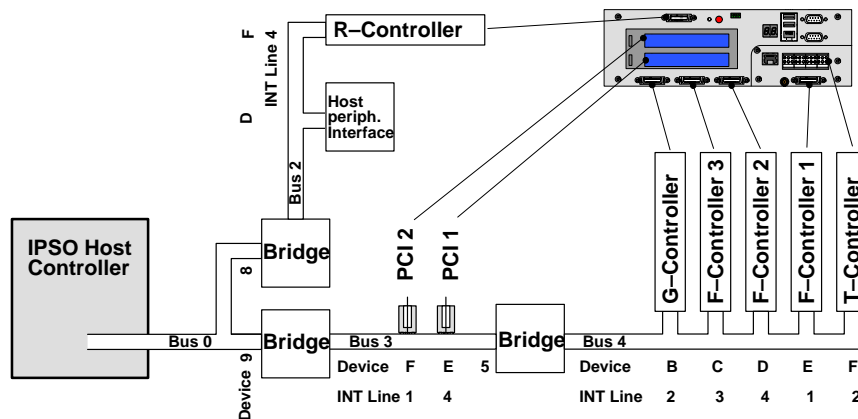 F
INT Line 4
D
R–Controller
Host
periph.
Interface
Bus 2
IPSO Host
Controller
8
Bridge
PCI 2
PCI 1
G–Controller
F–Controller 3
F–Controller 2
F–Controller 1
T–Controller
Bus 0
Bridge
Bus 3
Bridge
Bus 4
Device 9
Device F E 5
INT Line 1 4
Device B C D E F
INT Line 2 3 4 1 2